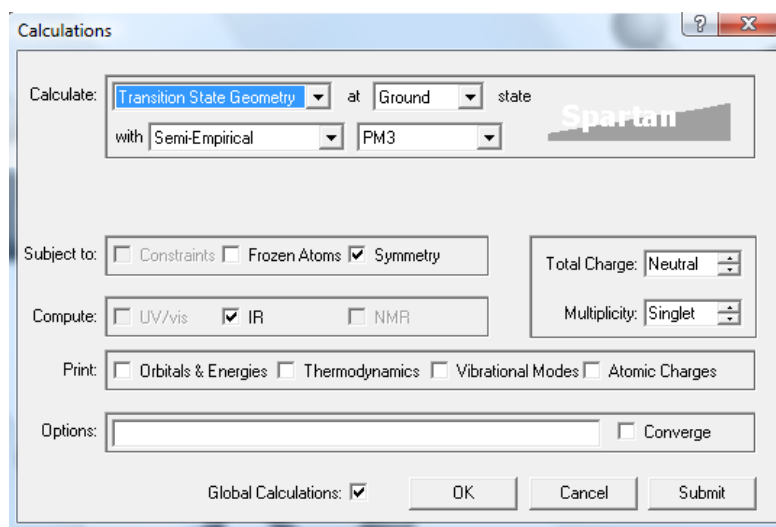 Calculations
Calculate: Transition State Geometry at Ground state
Spartan
with Semi-Empirical PM3
Subject to: Constraints Frozen Atoms Symmetry
Total Charge: Neutral
Compute: UV/vis IR NMR
Multiplicity: Singlet
Print: Orbitals & Energies Thermodynamics Vibrational Modes Atomic Charges
Options: Converge
Global Calculations: OK Cancel Submit